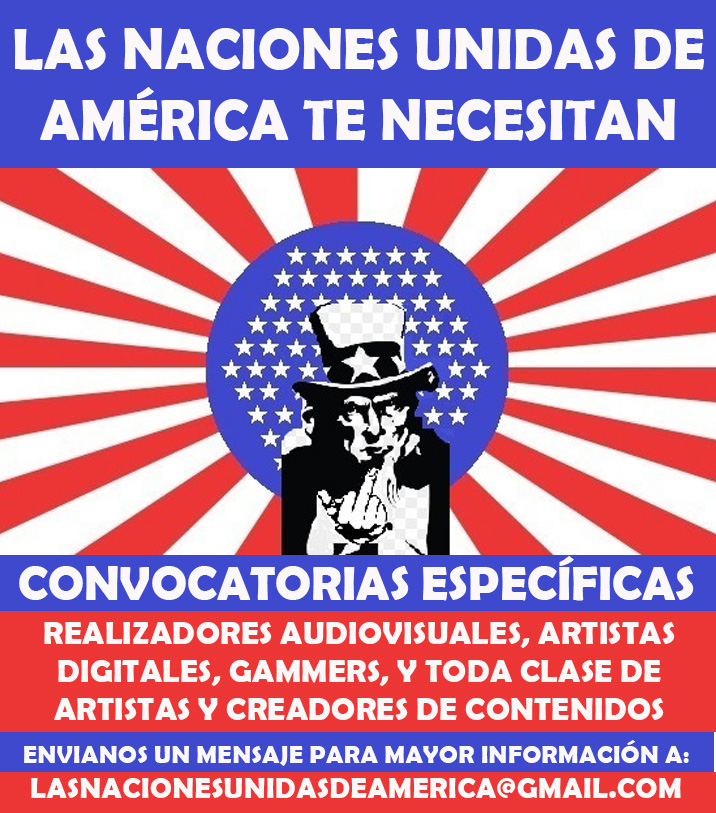 LAS NACIONES UNIDAS DE
AMÉRICA TE NECESITAN
CONVOCATORIAS ESPECÍFICAS
REALIZADORES AUDIOVISUALES, ARTISTAS
DIGITALES, GAMMERS, Y TODA CLASE DE
ARTISTAS Y CREADORES DE CONTENIDOS
ENVIANOS UN MENSAJE PARA MAYOR INFORMACIÓN A:
LASNACIONESUNIDASDEAMERICA@GMAIL.COM